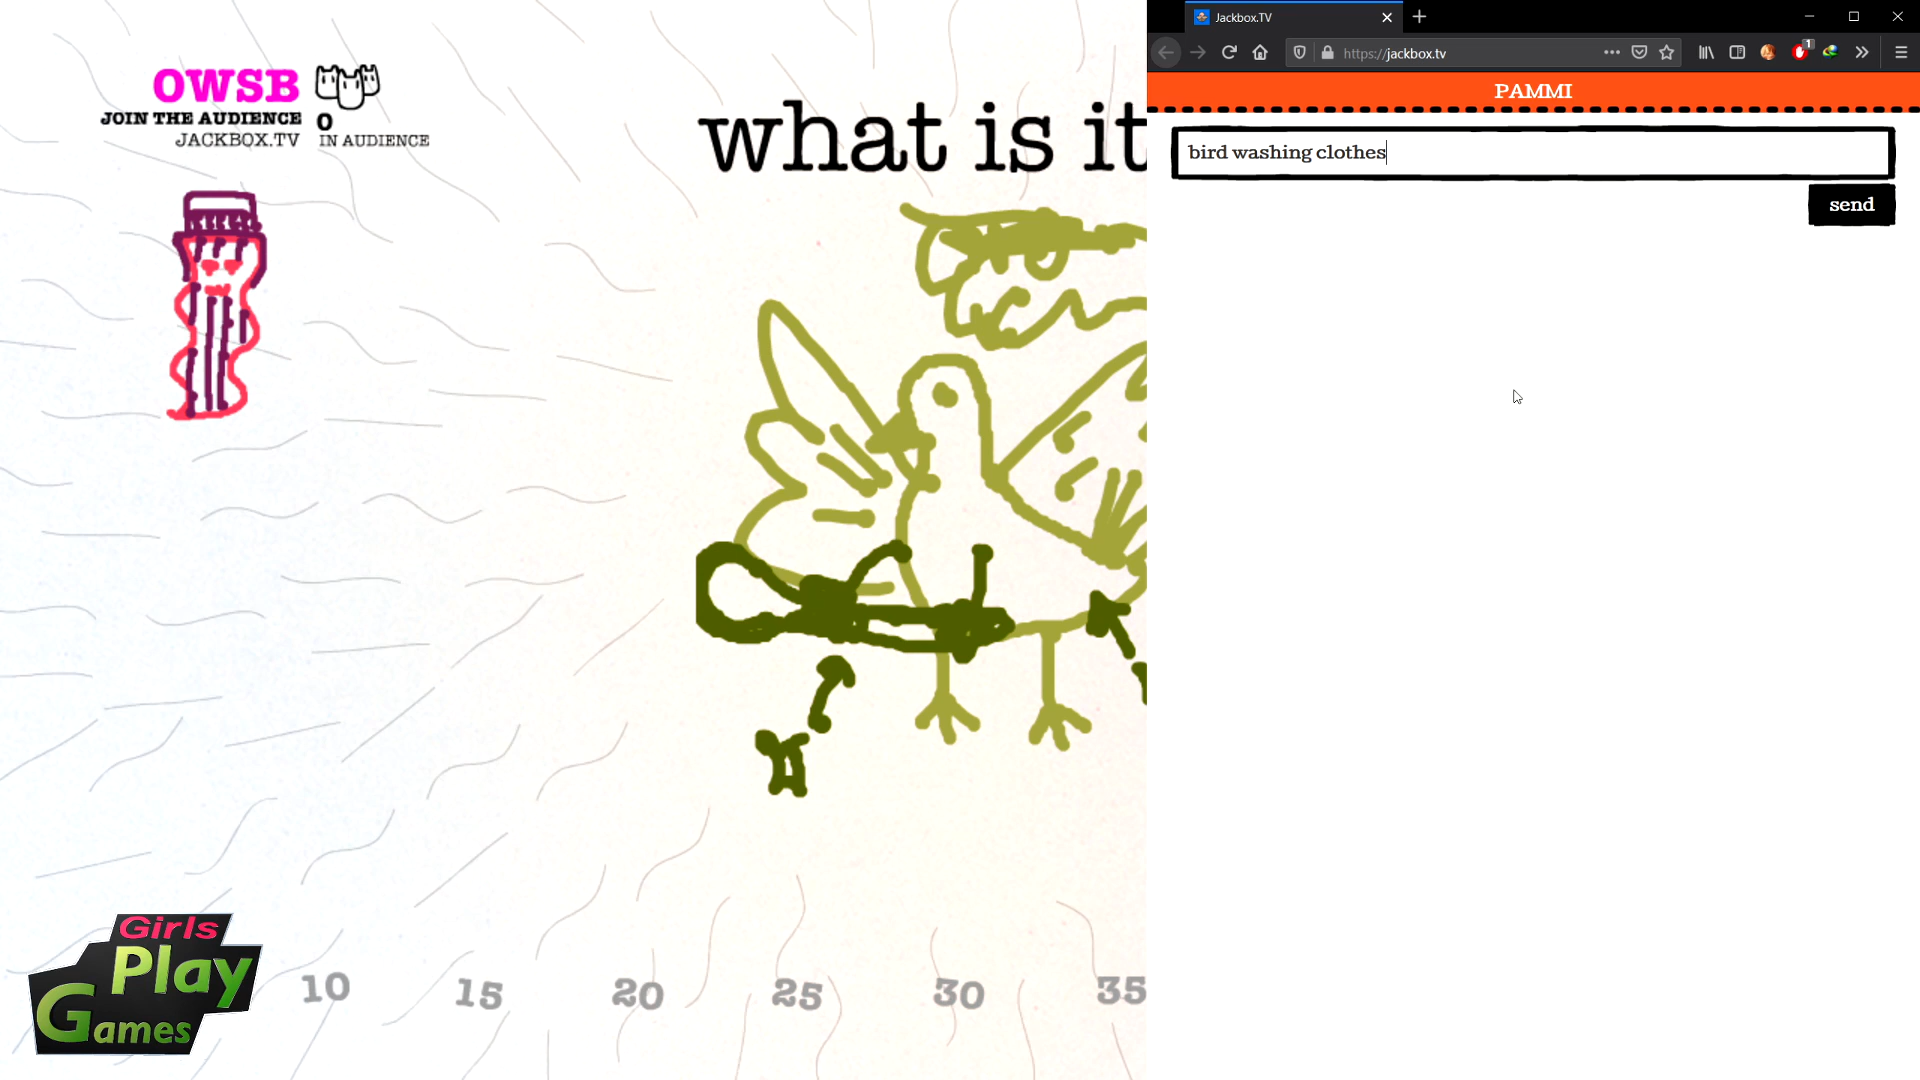 OWSB
JOIN THE AUDIENCE
JACKBOX.TV
0
IN AUDIENCE
what is it
Jackbox.TV
https://jackbox.tv
1
PAMMI
bird washing clothes
send
Girls
Play
Games
10 15 20 25 30 35